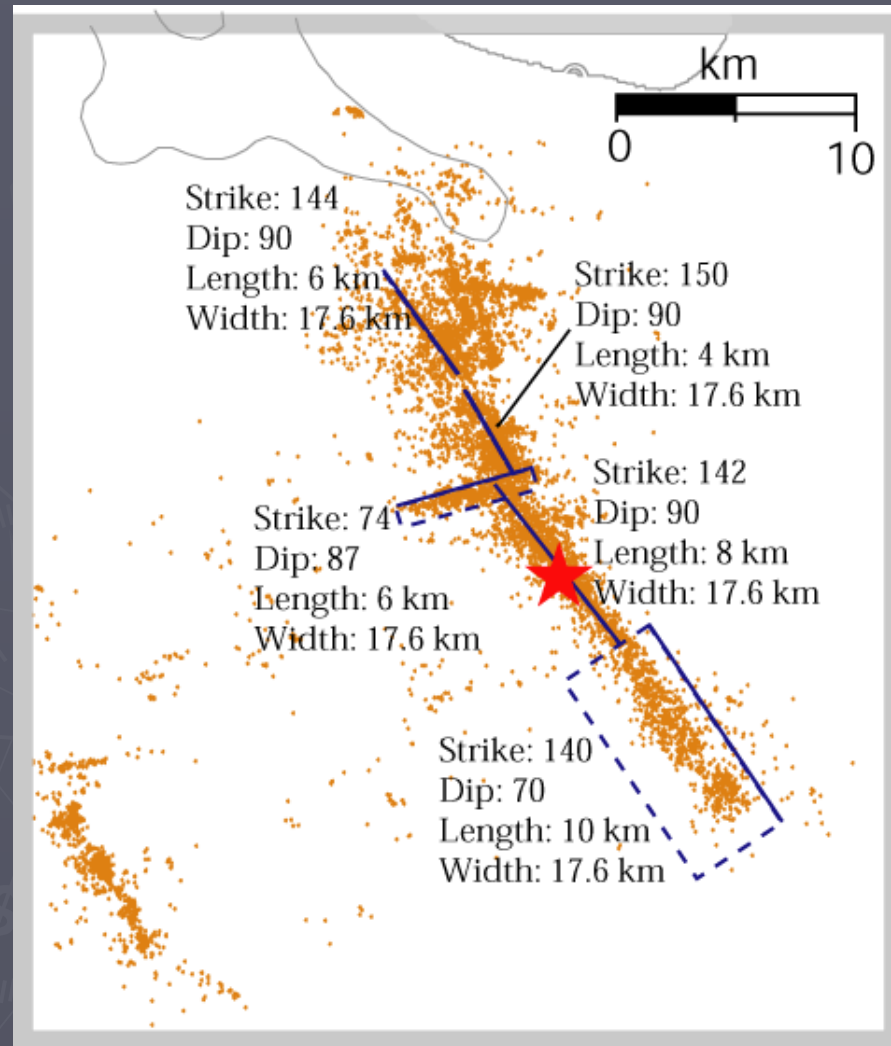 km
0 10
Strike: 144
Dip: 90
Length: 6 km
Width: 17.6 km
Strike: 150
Dip: 90
Length: 4 km
Width: 17.6 km
Strike: 142
Dip: 90
Length: 8 km
Width: 17.6 km
Strike: 74
Dip: 87
Length: 6 km
Width: 17.6 km
Strike: 140
Dip: 70
Length: 10 km
Width: 17.6 km